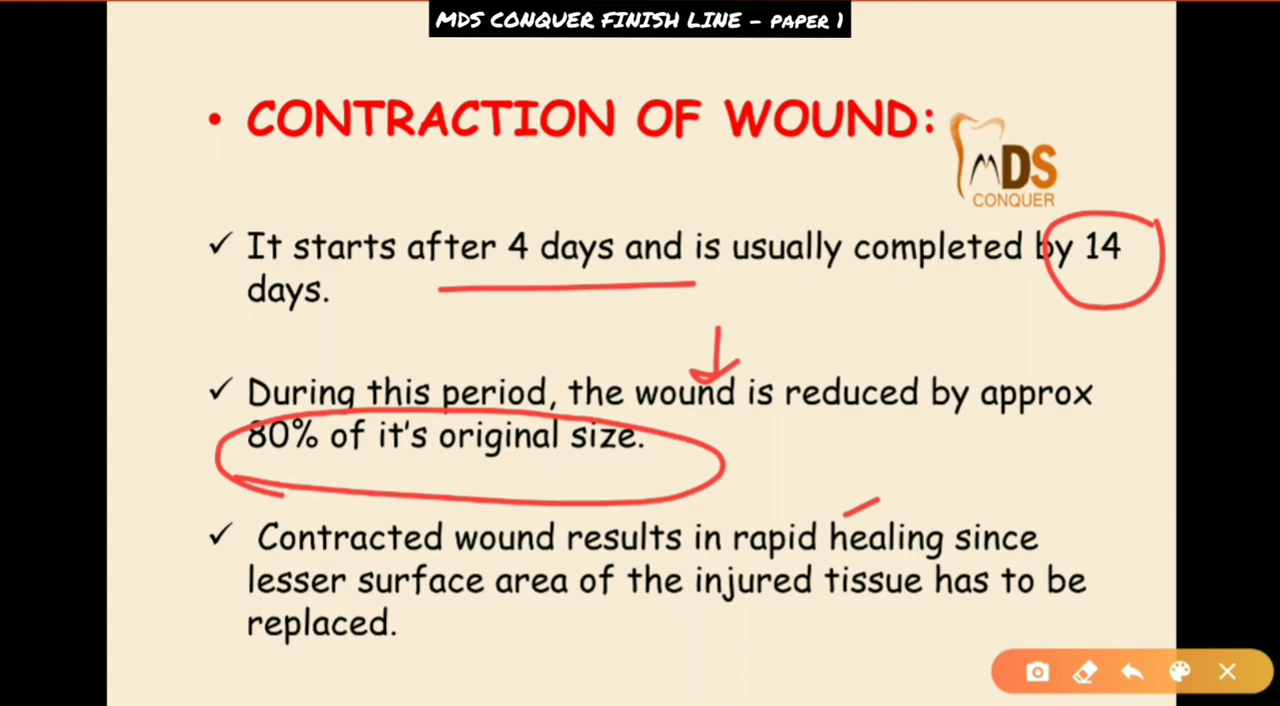 MDS CONQUER FINISH LINE - PAPER 1
• CONTRACTION OF WOUND:
MDS
CONQUER
✓ It starts after 4 days and is usually completed by 14
days.
✓ During this period, the wound is reduced by approx
80% of it's original size.
✓ Contracted wound results in rapid healing since
lesser surface area of the injured tissue has to be
replaced.